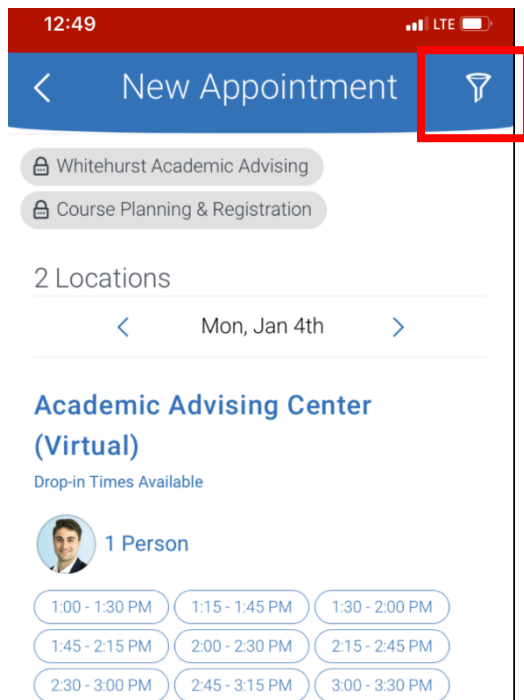 12:49 LTE
New Appointment
Whitehurst Academic Advising
Course Planning & Registration
2 Locations
Mon, Jan 4th
Academic Advising Center
(Virtual)
Drop-in Times Available
1 Person
1:00 - 1:30 PM 1:15 - 1:45 PM 1:30 - 2:00 PM
1:45 - 2:15 PM 2:00 - 2:30 PM 2:15 - 2:45 PM
2:30 - 3:00 PM 2:45 - 3:15 PM 3:00 - 3:30 PM